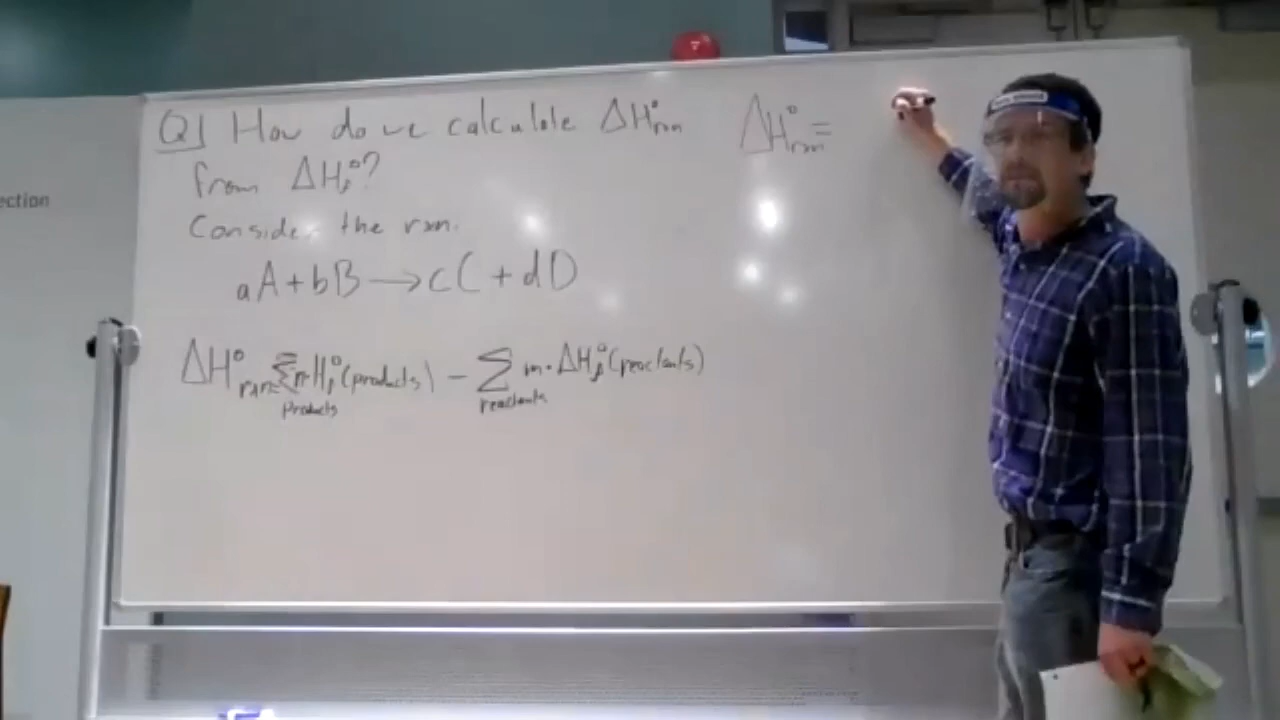 Q1 How do we calculate ΔH°rxn
from ΔHf°?
Consider the rxn.
aA + bB → cC + dD
ΔH°rxn = Σ n·Hf°(products) − Σ m·ΔHf°(reactants)
Products reactants
ΔH°rxn =
ection